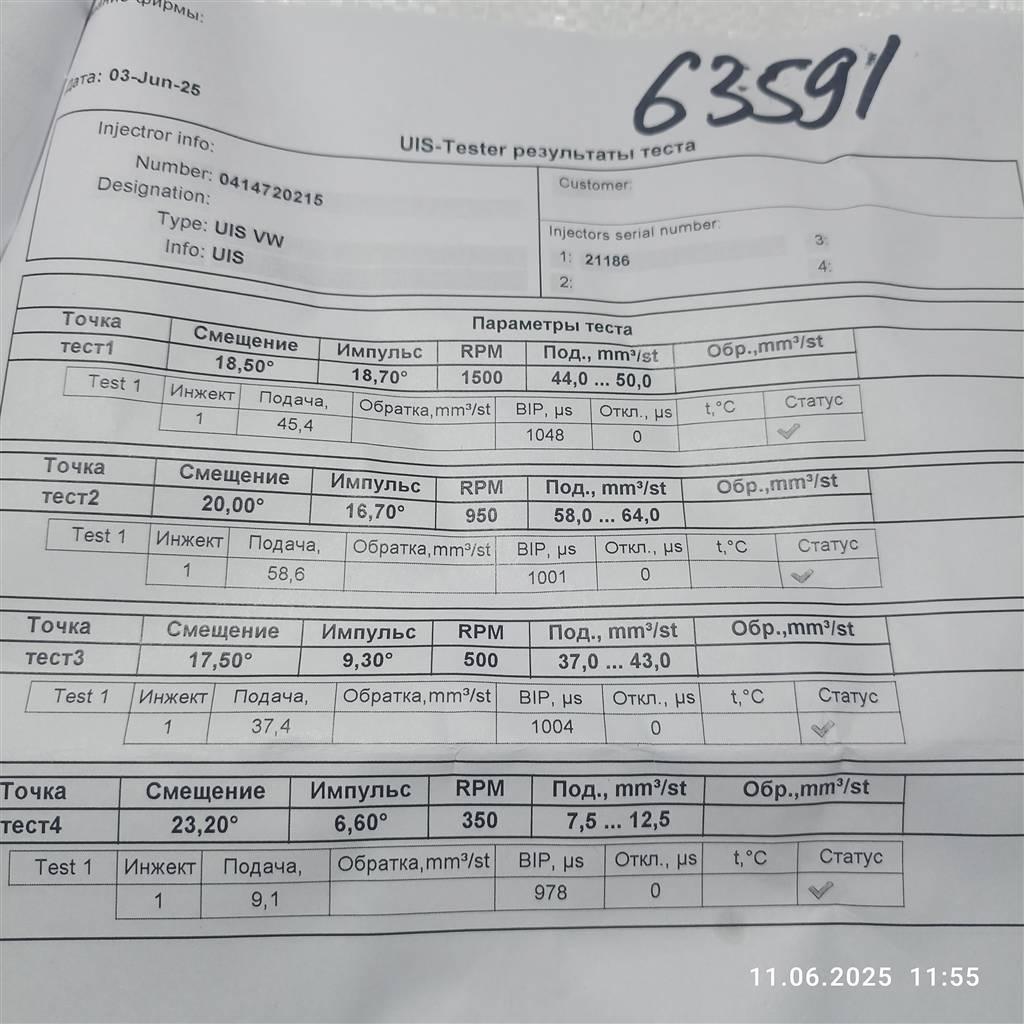 фирмы:
Дата: 03-Jun-25
63591
UIS-Tester результаты теста
Injectror info:
Number: 0414720215
Designation:
Type: UIS VW
Info: UIS
Customer:
Injectors serial number:
1: 21186 3:
2: 4:
Параметры теста
Точка Смещение Импульс RPM Под., mm³/st Обр.,mm³/st
тест1 18,50° 18,70° 1500 44,0 ... 50,0
Test 1 Инжект Подача, Обратка,mm³/st BIP, µs Откл., µs t,°C Статус
1 45,4 1048 0
Точка Смещение Импульс RPM Под., mm³/st Обр.,mm³/st
тест2 20,00° 16,70° 950 58,0 ... 64,0
Test 1 Инжект Подача, Обратка,mm³/st BIP, µs Откл., µs t,°C Статус
1 58,6 1001 0
Точка Смещение Импульс RPM Под., mm³/st Обр.,mm³/st
тест3 17,50° 9,30° 500 37,0 ... 43,0
Test 1 Инжект Подача, Обратка,mm³/st BIP, µs Откл., µs t,°C Статус
1 37,4 1004 0
Точка Смещение Импульс RPM Под., mm³/st Обр.,mm³/st
тест4 23,20° 6,60° 350 7,5 ... 12,5
Test 1 Инжект Подача, Обратка,mm³/st BIP, µs Откл., µs t,°C Статус
1 9,1 978 0
11.06.2025 11:55